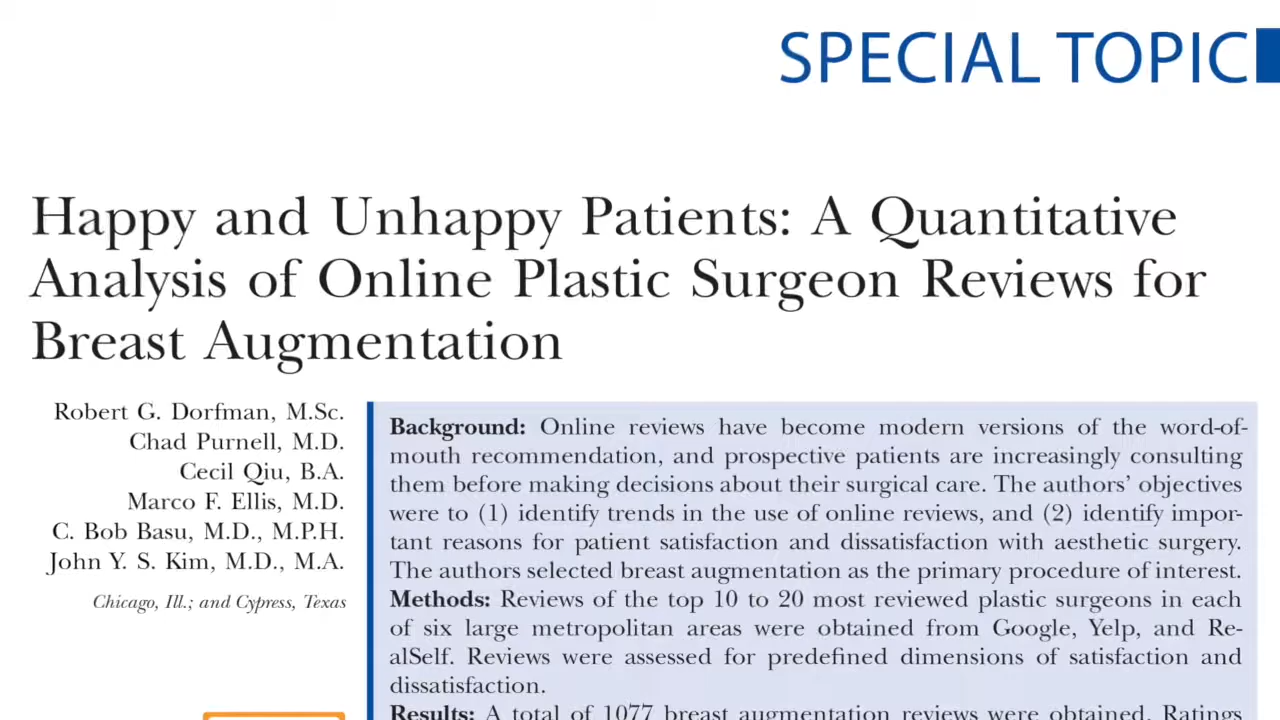 SPECIAL TOPIC
Happy and Unhappy Patients: A Quantitative
Analysis of Online Plastic Surgeon Reviews for
Breast Augmentation
Robert G. Dorfman, M.Sc.
Chad Purnell, M.D.
Cecil Qiu, B.A.
Marco F. Ellis, M.D.
C. Bob Basu, M.D., M.P.H.
John Y. S. Kim, M.D., M.A.
Chicago, Ill.; and Cypress, Texas
Background: Online reviews have become modern versions of the word-of-
mouth recommendation, and prospective patients are increasingly consulting
them before making decisions about their surgical care. The authors’ objectives
were to (1) identify trends in the use of online reviews, and (2) identify impor-
tant reasons for patient satisfaction and dissatisfaction with aesthetic surgery.
The authors selected breast augmentation as the primary procedure of interest.
Methods: Reviews of the top 10 to 20 most reviewed plastic surgeons in each
of six large metropolitan areas were obtained from Google, Yelp, and Re-
alSelf. Reviews were assessed for predefined dimensions of satisfaction and
dissatisfaction.
Results: A total of 1077 breast augmentation reviews were obtained. Ratings